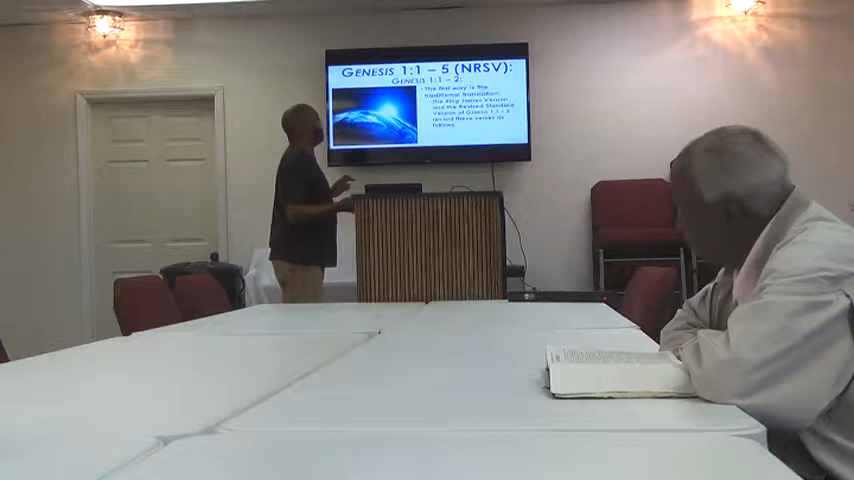 GENESIS 1:1 – 5 (NRSV):
GENESIS 1:1 – 2:
• The first way is the
traditional translation.
• The King James Version
and the Revised Standard
Version of Genesis 1:1 – 2
record these verses as
follows: